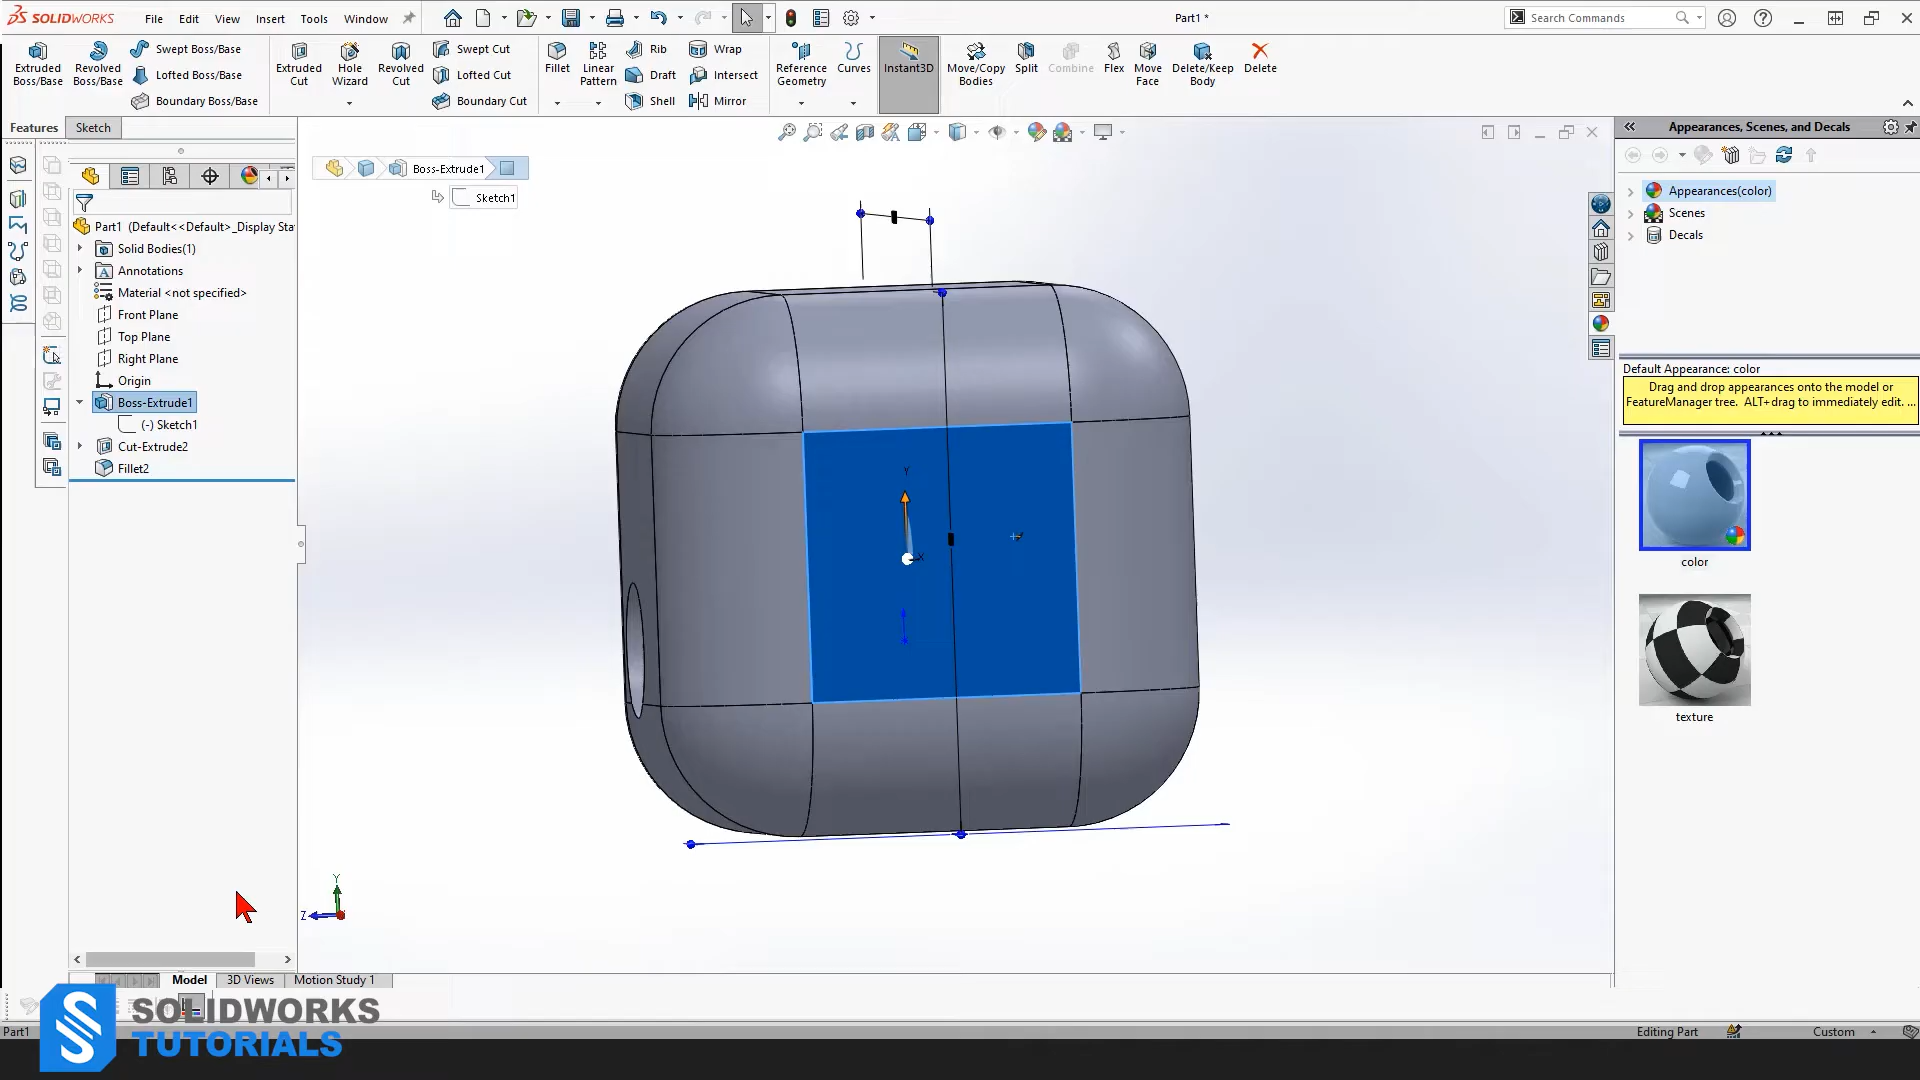 SOLIDWORKS File Edit View Insert Tools Window Part1 * Search Commands
Extruded Boss/Base
Revolved Boss/Base
Swept Boss/Base
Lofted Boss/Base
Boundary Boss/Base
Extruded Cut
Hole Wizard
Revolved Cut
Swept Cut
Lofted Cut
Boundary Cut
Fillet
Linear Pattern
Rib
Draft
Shell
Wrap
Intersect
Mirror
Reference Geometry
Curves
Instant3D
Move/Copy Bodies
Split
Combine
Flex
Move Face
Delete/Keep Body
Delete
Features Sketch
Boss-Extrude1
Sketch1
Part1 (Default<<Default>_Display Sta
Solid Bodies(1)
Annotations
Material <not specified>
Front Plane
Top Plane
Right Plane
Origin
Boss-Extrude1
(-) Sketch1
Cut-Extrude2
Fillet2
Y
X
Y
Z
Appearances, Scenes, and Decals
Appearances(color)
Scenes
Decals
Default Appearance: color
Drag and drop appearances onto the model or
FeatureManager tree. ALT+drag to immediately edit. ...
color
texture
Model 3D Views Motion Study 1
SOLIDWORKS
TUTORIALS
Part1 Editing Part Custom